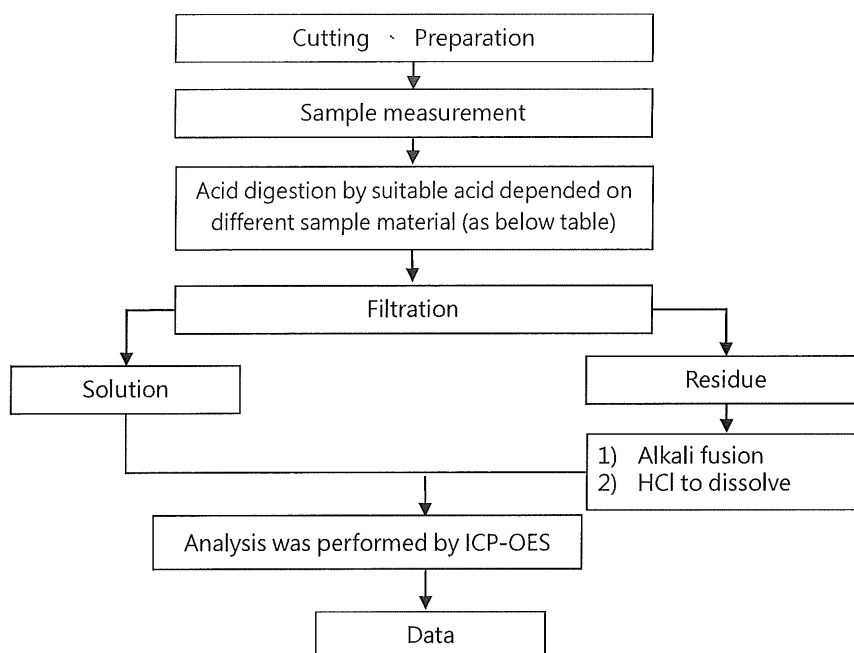 Cutting 、 Preparation
Sample measurement
Acid digestion by suitable acid depended on
different sample material (as below table)
Filtration
Solution
Residue
1) Alkali fusion
2) HCl to dissolve
Analysis was performed by ICP-OES
Data